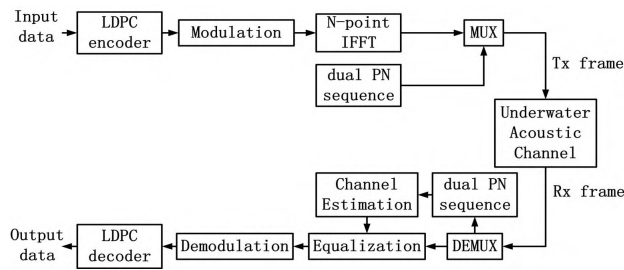 Input
data
LDPC
encoder
Modulation
N-point
IFFT
MUX
dual PN
sequence
Tx frame
Underwater
Acoustic
Channel
Rx frame
Channel
Estimation
dual PN
sequence
Output
data
LDPC
decoder
Demodulation
Equalization
DEMUX